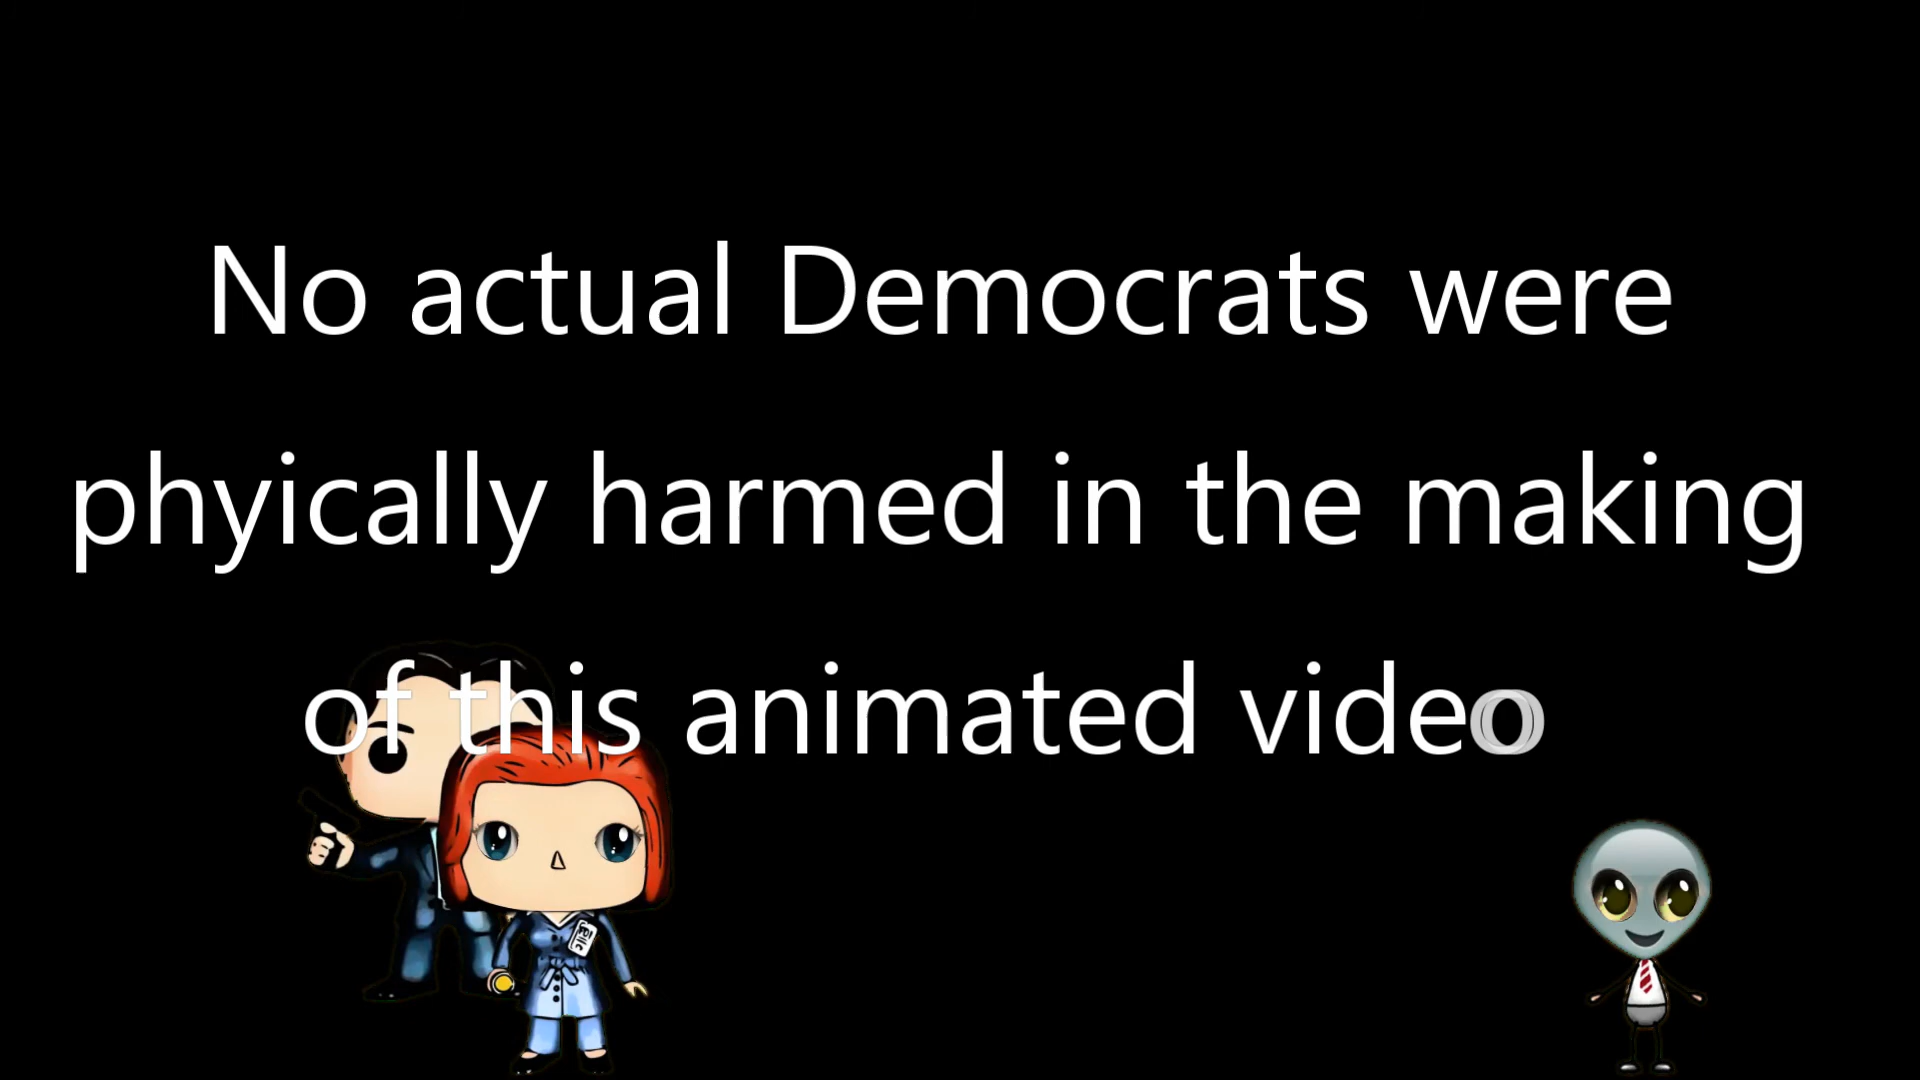 No actual Democrats were
phyically harmed in the making
of this animated video